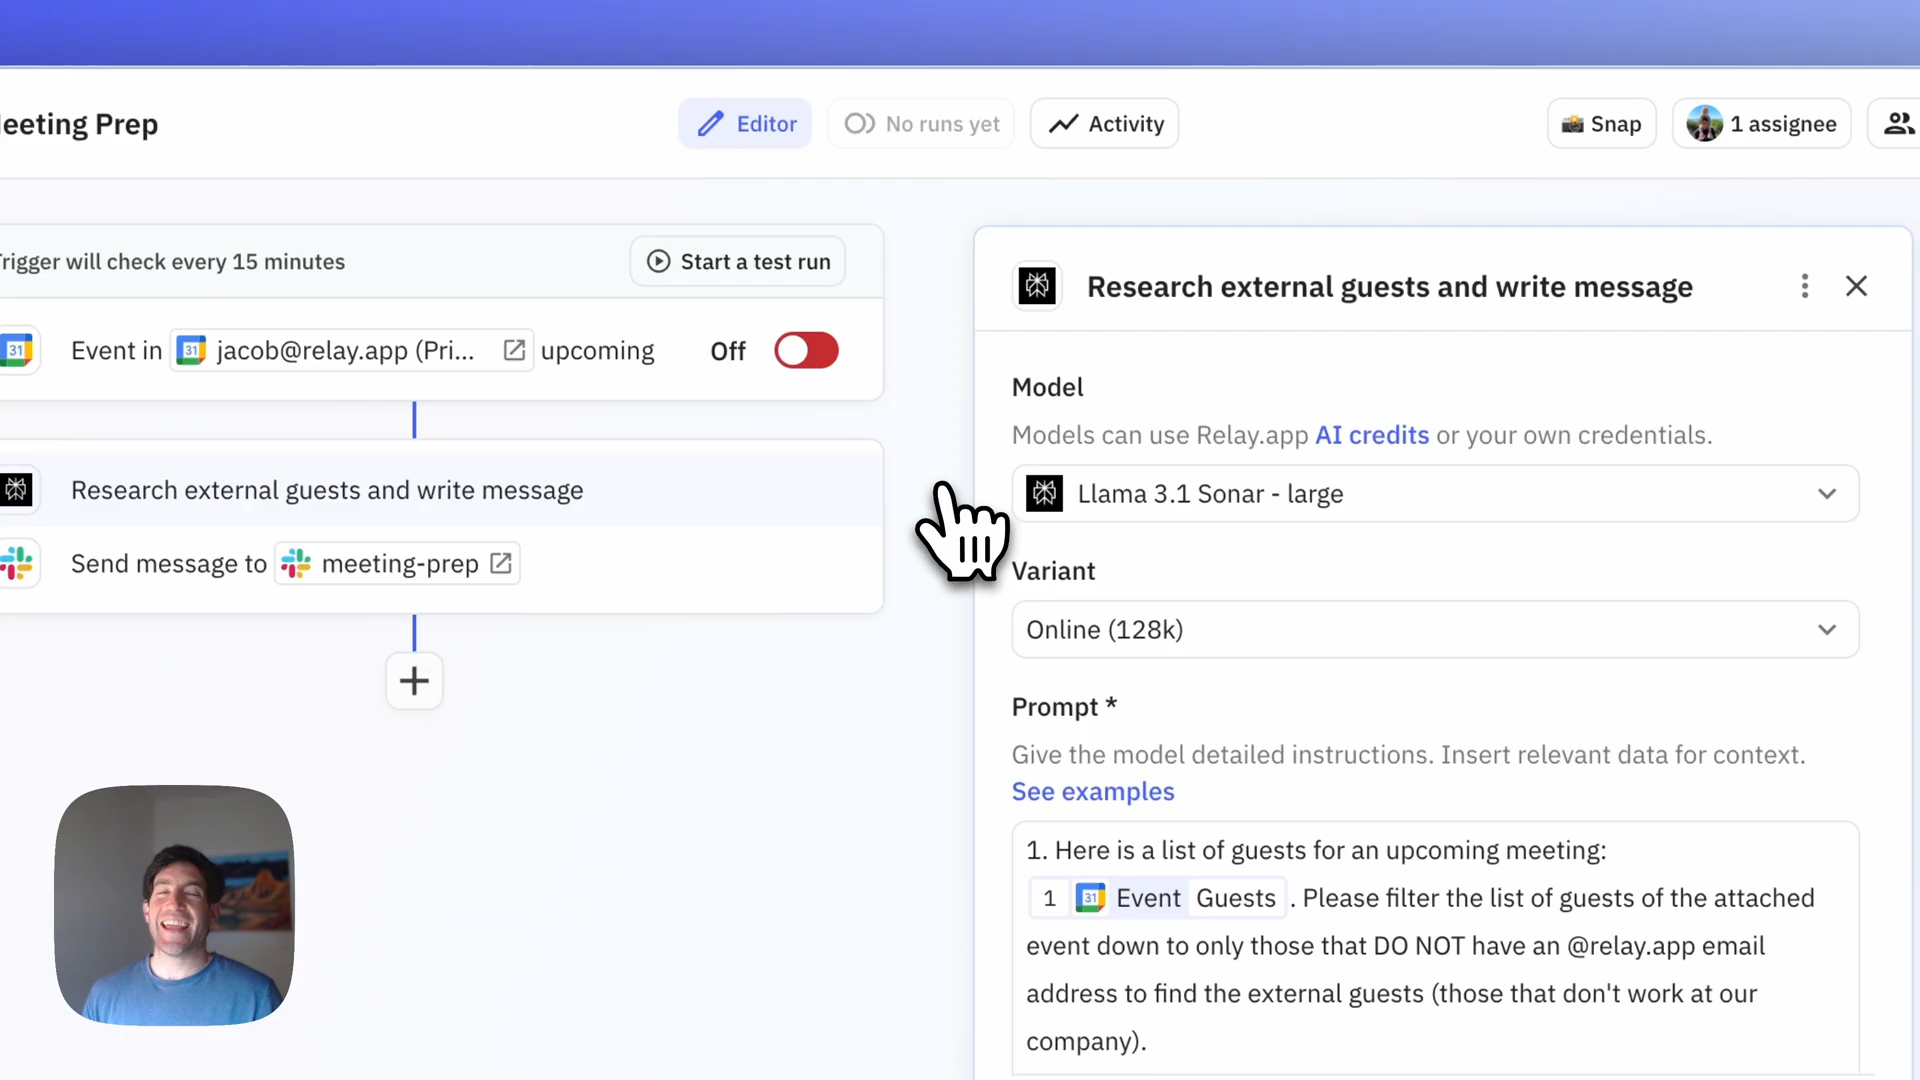 eeting Prep
Editor
No runs yet
Activity
Snap
1 assignee
rigger will check every 15 minutes
Start a test run
31 Event in 31 jacob@relay.app (Pri... upcoming Off
Research external guests and write message
Send message to meeting-prep
Research external guests and write message
Model
Models can use Relay.app AI credits or your own credentials.
Llama 3.1 Sonar - large
Variant
Online (128k)
Prompt *
Give the model detailed instructions. Insert relevant data for context.
See examples
1. Here is a list of guests for an upcoming meeting:
1 31 Event Guests . Please filter the list of guests of the attached
event down to only those that DO NOT have an @relay.app email
address to find the external guests (those that don't work at our
company).